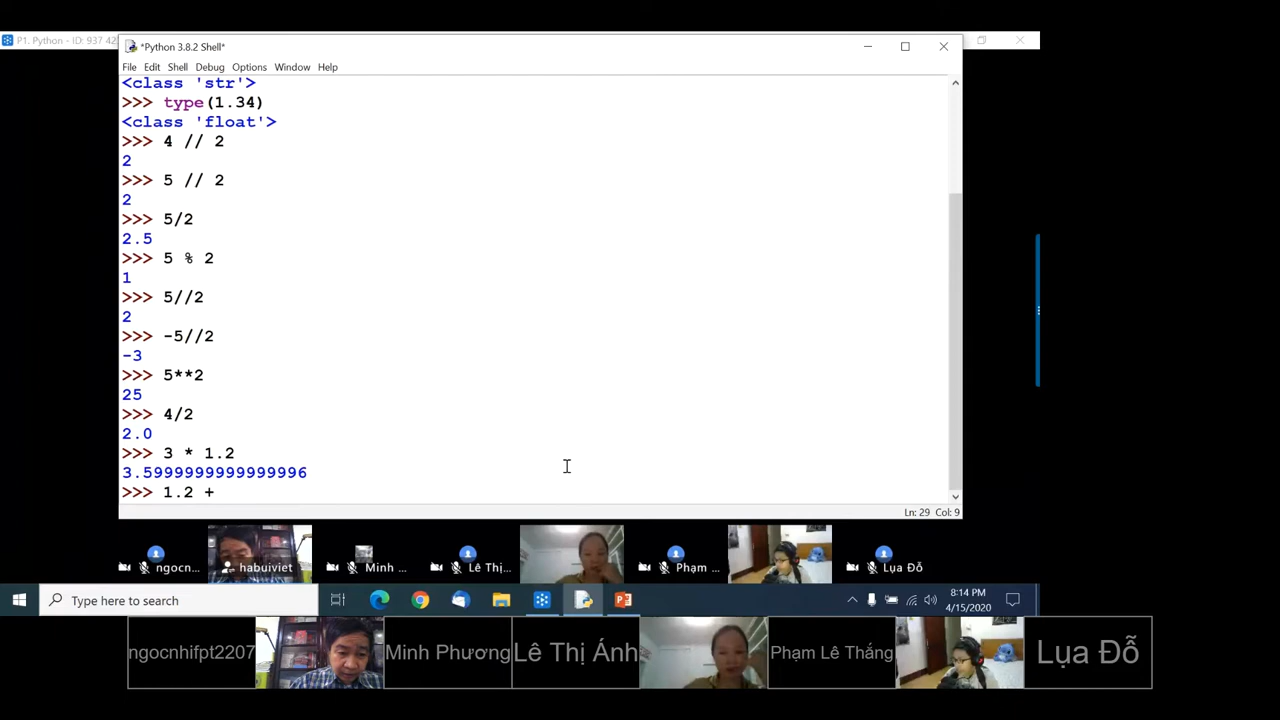 P1. Python - ID: 937 42
*Python 3.8.2 Shell*
File Edit Shell Debug Options Window Help
<class 'str'>
>>> type(1.34)
<class 'float'>
>>> 4 // 2
2
>>> 5 // 2
2
>>> 5/2
2.5
>>> 5 % 2
1
>>> 5//2
2
>>> -5//2
-3
>>> 5**2
25
>>> 4/2
2.0
>>> 3 * 1.2
3.5999999999999996
>>> 1.2 +
Ln: 29 Col: 9
ngocn... habuiviet Minh ... Lê Thị... Phạm ... Lụa Đỗ
Type here to search
8:14 PM
4/15/2020
ngocnhifpt2207 Minh Phương Lê Thị Ánh Phạm Lê Thắng Lụa Đỗ